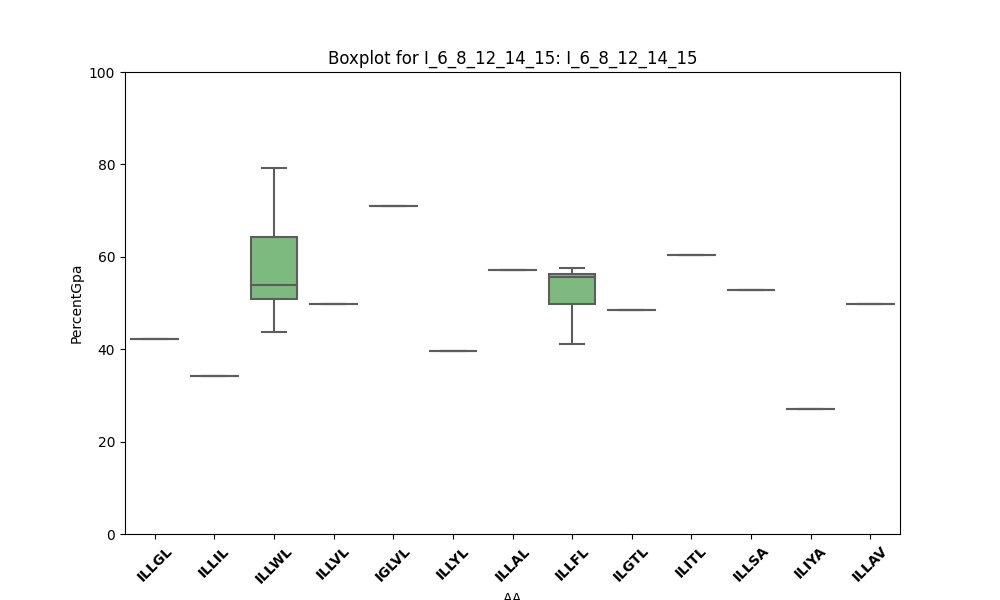 Boxplot for I_6_8_12_14_15: I_6_8_12_14_15
100
80
60
40
20
0
PercentGpa
ILLGL
ILLIL
ILLWL
ILLVL
IGLVL
ILLYL
ILLAL
ILLFL
ILGTL
ILITL
ILLSA
ILIYA
ILLAV
AA